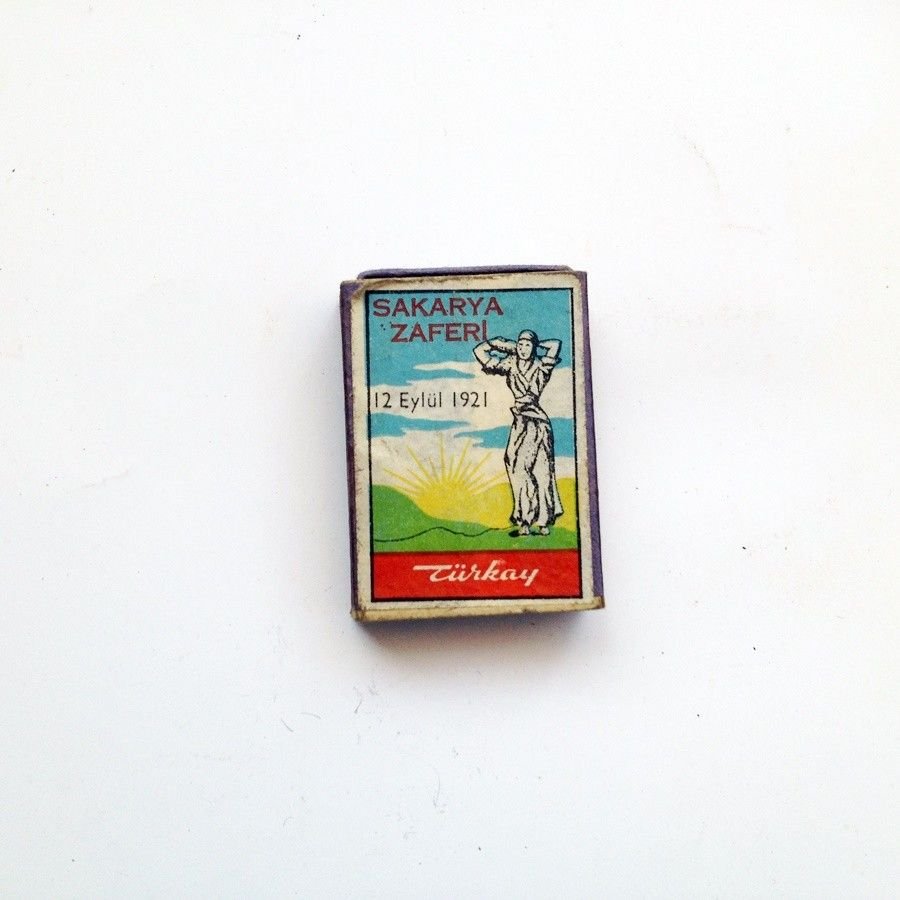 SAKARYA
ZAFERİ
12 Eylül 1921
Türkay